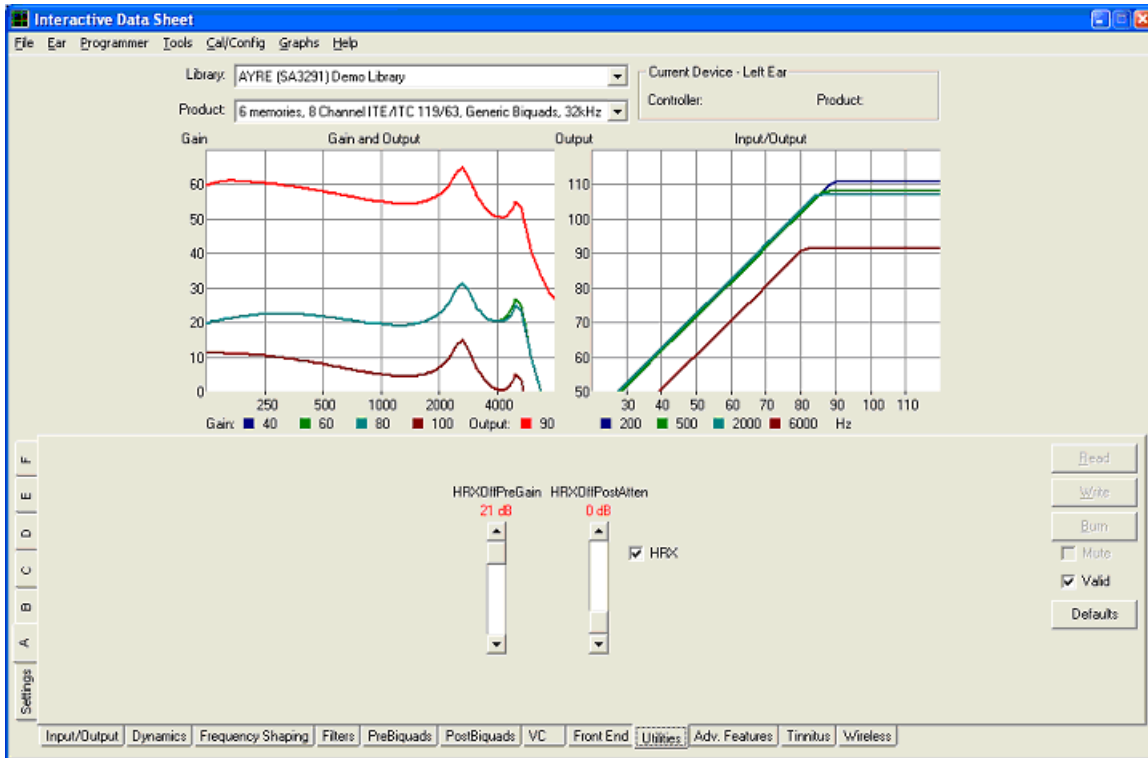 Interactive Data Sheet
File Ear Programmer Tools Cal/Config Graphs Help
Library: AYRE (SA3291) Demo Library
Current Device - Left Ear
Controller: Product:
Product: 6 memories, 8 Channel ITE/ITC 119/63, Generic Biquads, 32kHz
Gain Gain and Output Output Input/Output
60
50
40
30
20
10
0
250 500 1000 2000 4000
110
100
90
80
70
60
50
30 40 50 60 70 80 90 100 110
Gain: 40 60 80 100 Output: 90 200 500 2000 6000 Hz
F
E
D
C
B
A
Settings
HRXOffPreGain HRXOffPostAtten
21 dB 0 dB
HRX
Read
Write
Burn
Mute
Valid
Defaults
Input/Output Dynamics Frequency Shaping Filters PreBiquads PostBiquads VC Front End Utilities Adv. Features Tinnitus Wireless